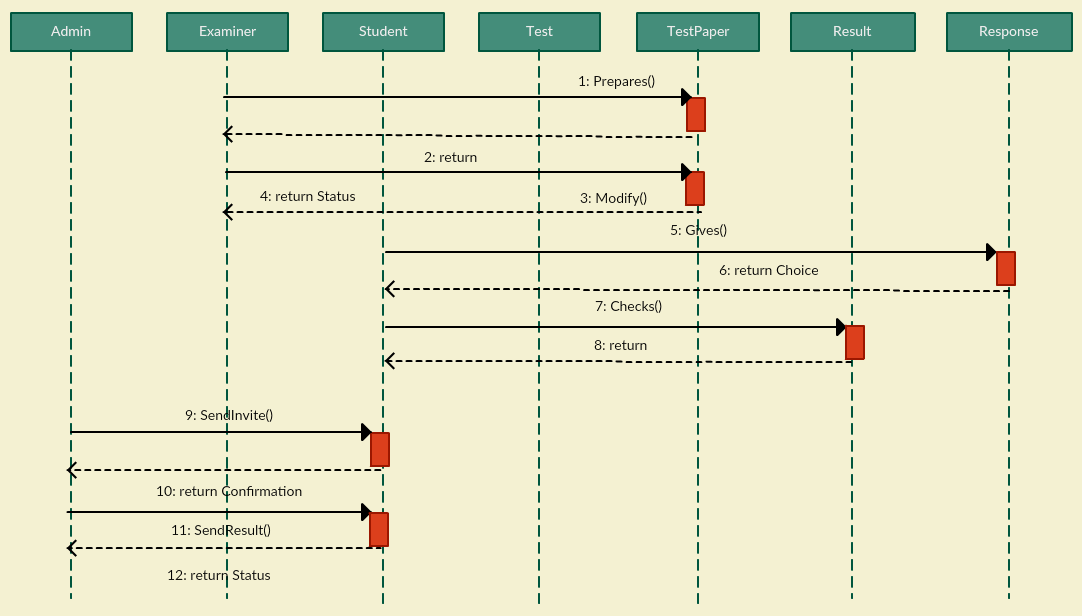 Admin
Examiner
Student
Test
TestPaper
Result
Response
1: Prepares()
2: return
4: return Status
3: Modify()
5: Gives()
6: return Choice
7: Checks()
8: return
9: SendInvite()
10: return Confirmation
11: SendResult()
12: return Status